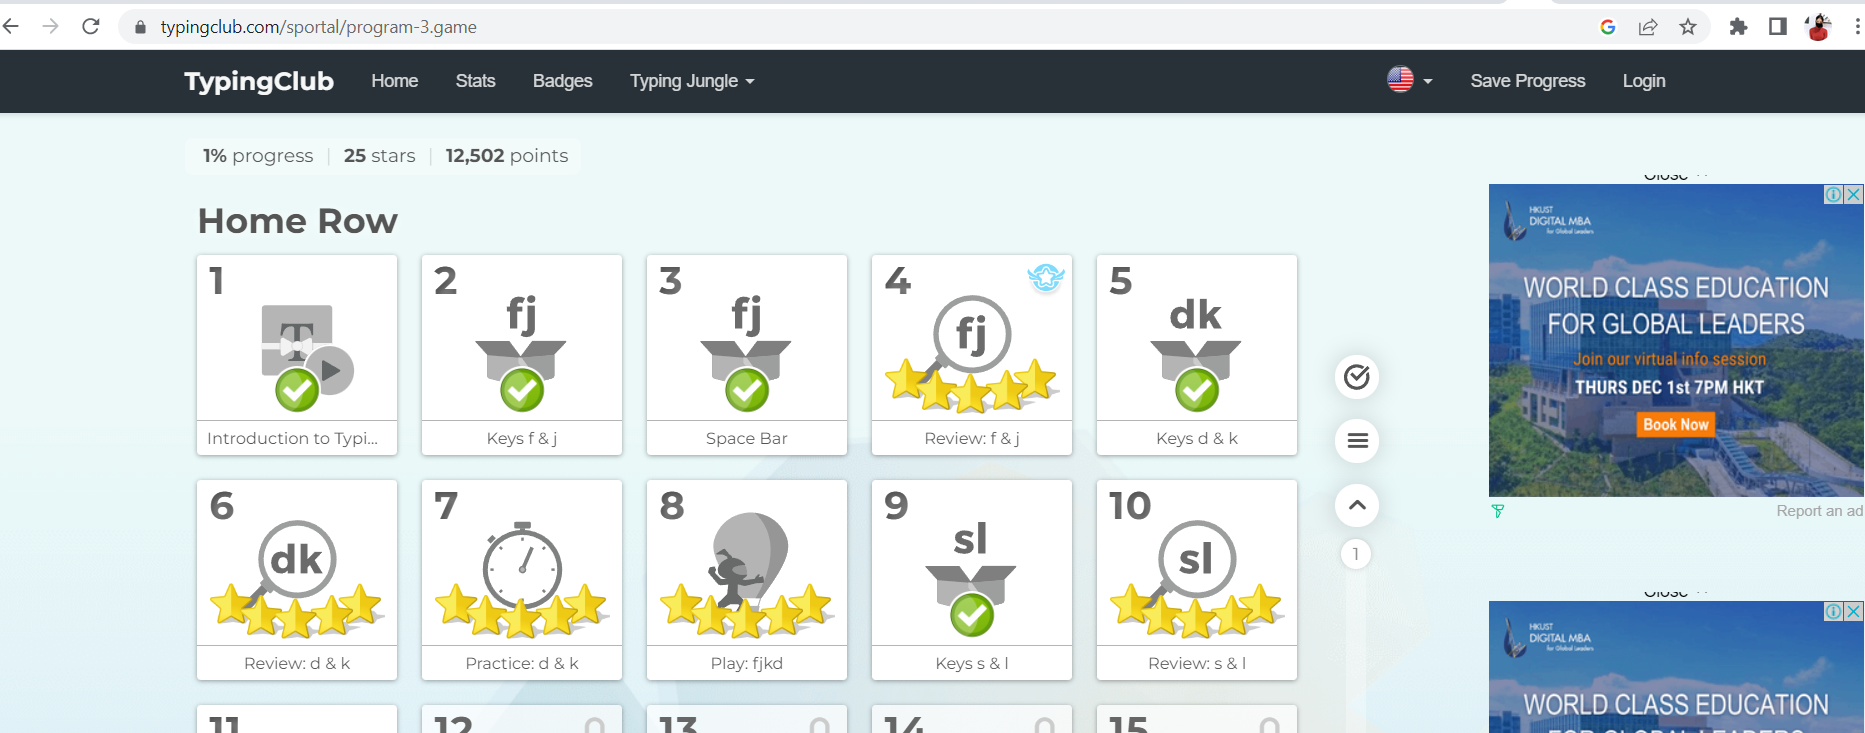 typingclub.com/sportal/program-3.game
TypingClub Home Stats Badges Typing Jungle Save Progress Login
1% progress 25 stars 12,502 points
Home Row
1
T
Introduction to Typi...
2
fj
Keys f & j
3
fj
Space Bar
4
fj
Review: f & j
5
dk
Keys d & k
6
dk
Review: d & k
7
Practice: d & k
8
Play: fjkd
9
sl
Keys s & l
10
sl
Review: s & l
11
12
13
14
15
1
Close
HKUST
DIGITAL MBA
for Global Leaders
WORLD CLASS EDUCATION
FOR GLOBAL LEADERS
Join our virtual info session
THURS DEC 1st 7PM HKT
Book Now
Report an ad
Close
HKUST
DIGITAL MBA
for Global Leaders
WORLD CLASS EDUCATION
FOR GLOBAL LEADERS